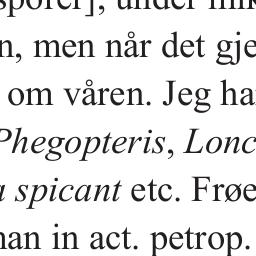 sporer], under mik
n, men når det gje
om våren. Jeg ha
Phegopteris, Lonc
a spicant etc. Frøe
nan in act. petrop.